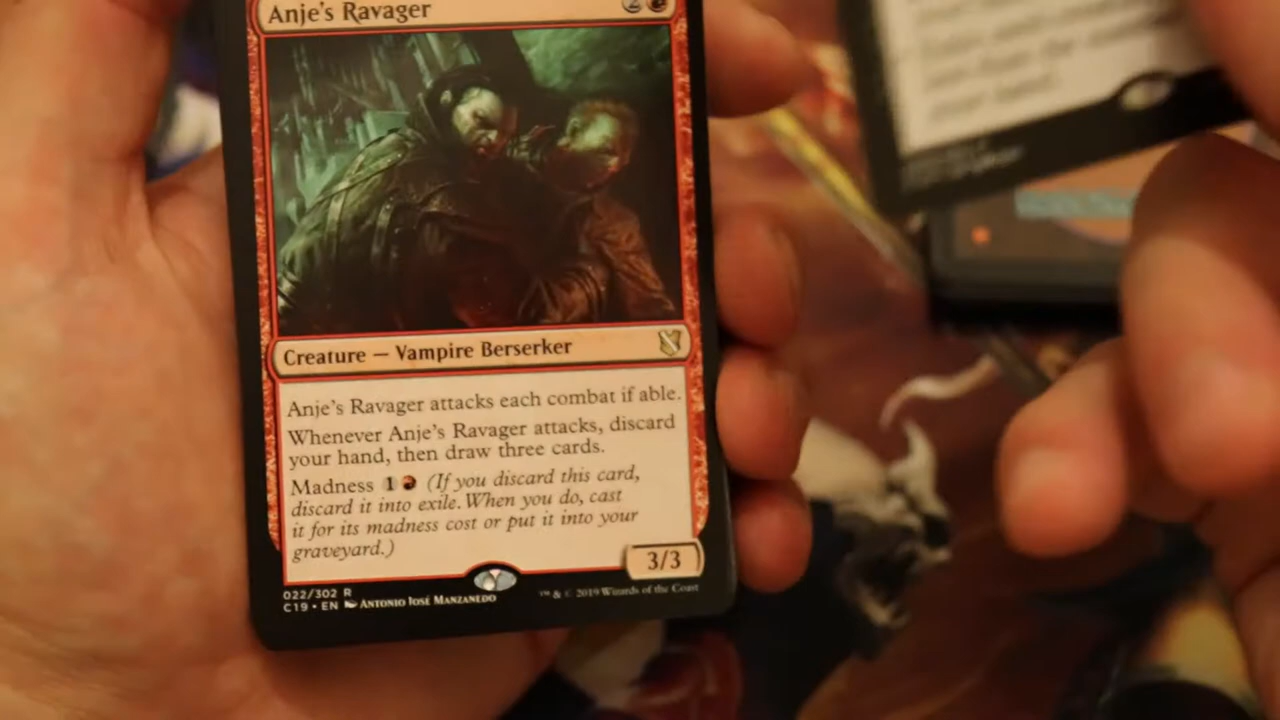 Anje's Ravager
2
Creature — Vampire Berserker
Anje's Ravager attacks each combat if able.
Whenever Anje's Ravager attacks, discard
your hand, then draw three cards.
Madness 1 (If you discard this card,
discard it into exile. When you do, cast
it for its madness cost or put it into your
graveyard.)
3/3
022/302 R
C19 • EN ANTONIO JOSÉ MANZANEDO
™ & © 2019 Wizards of the Coast